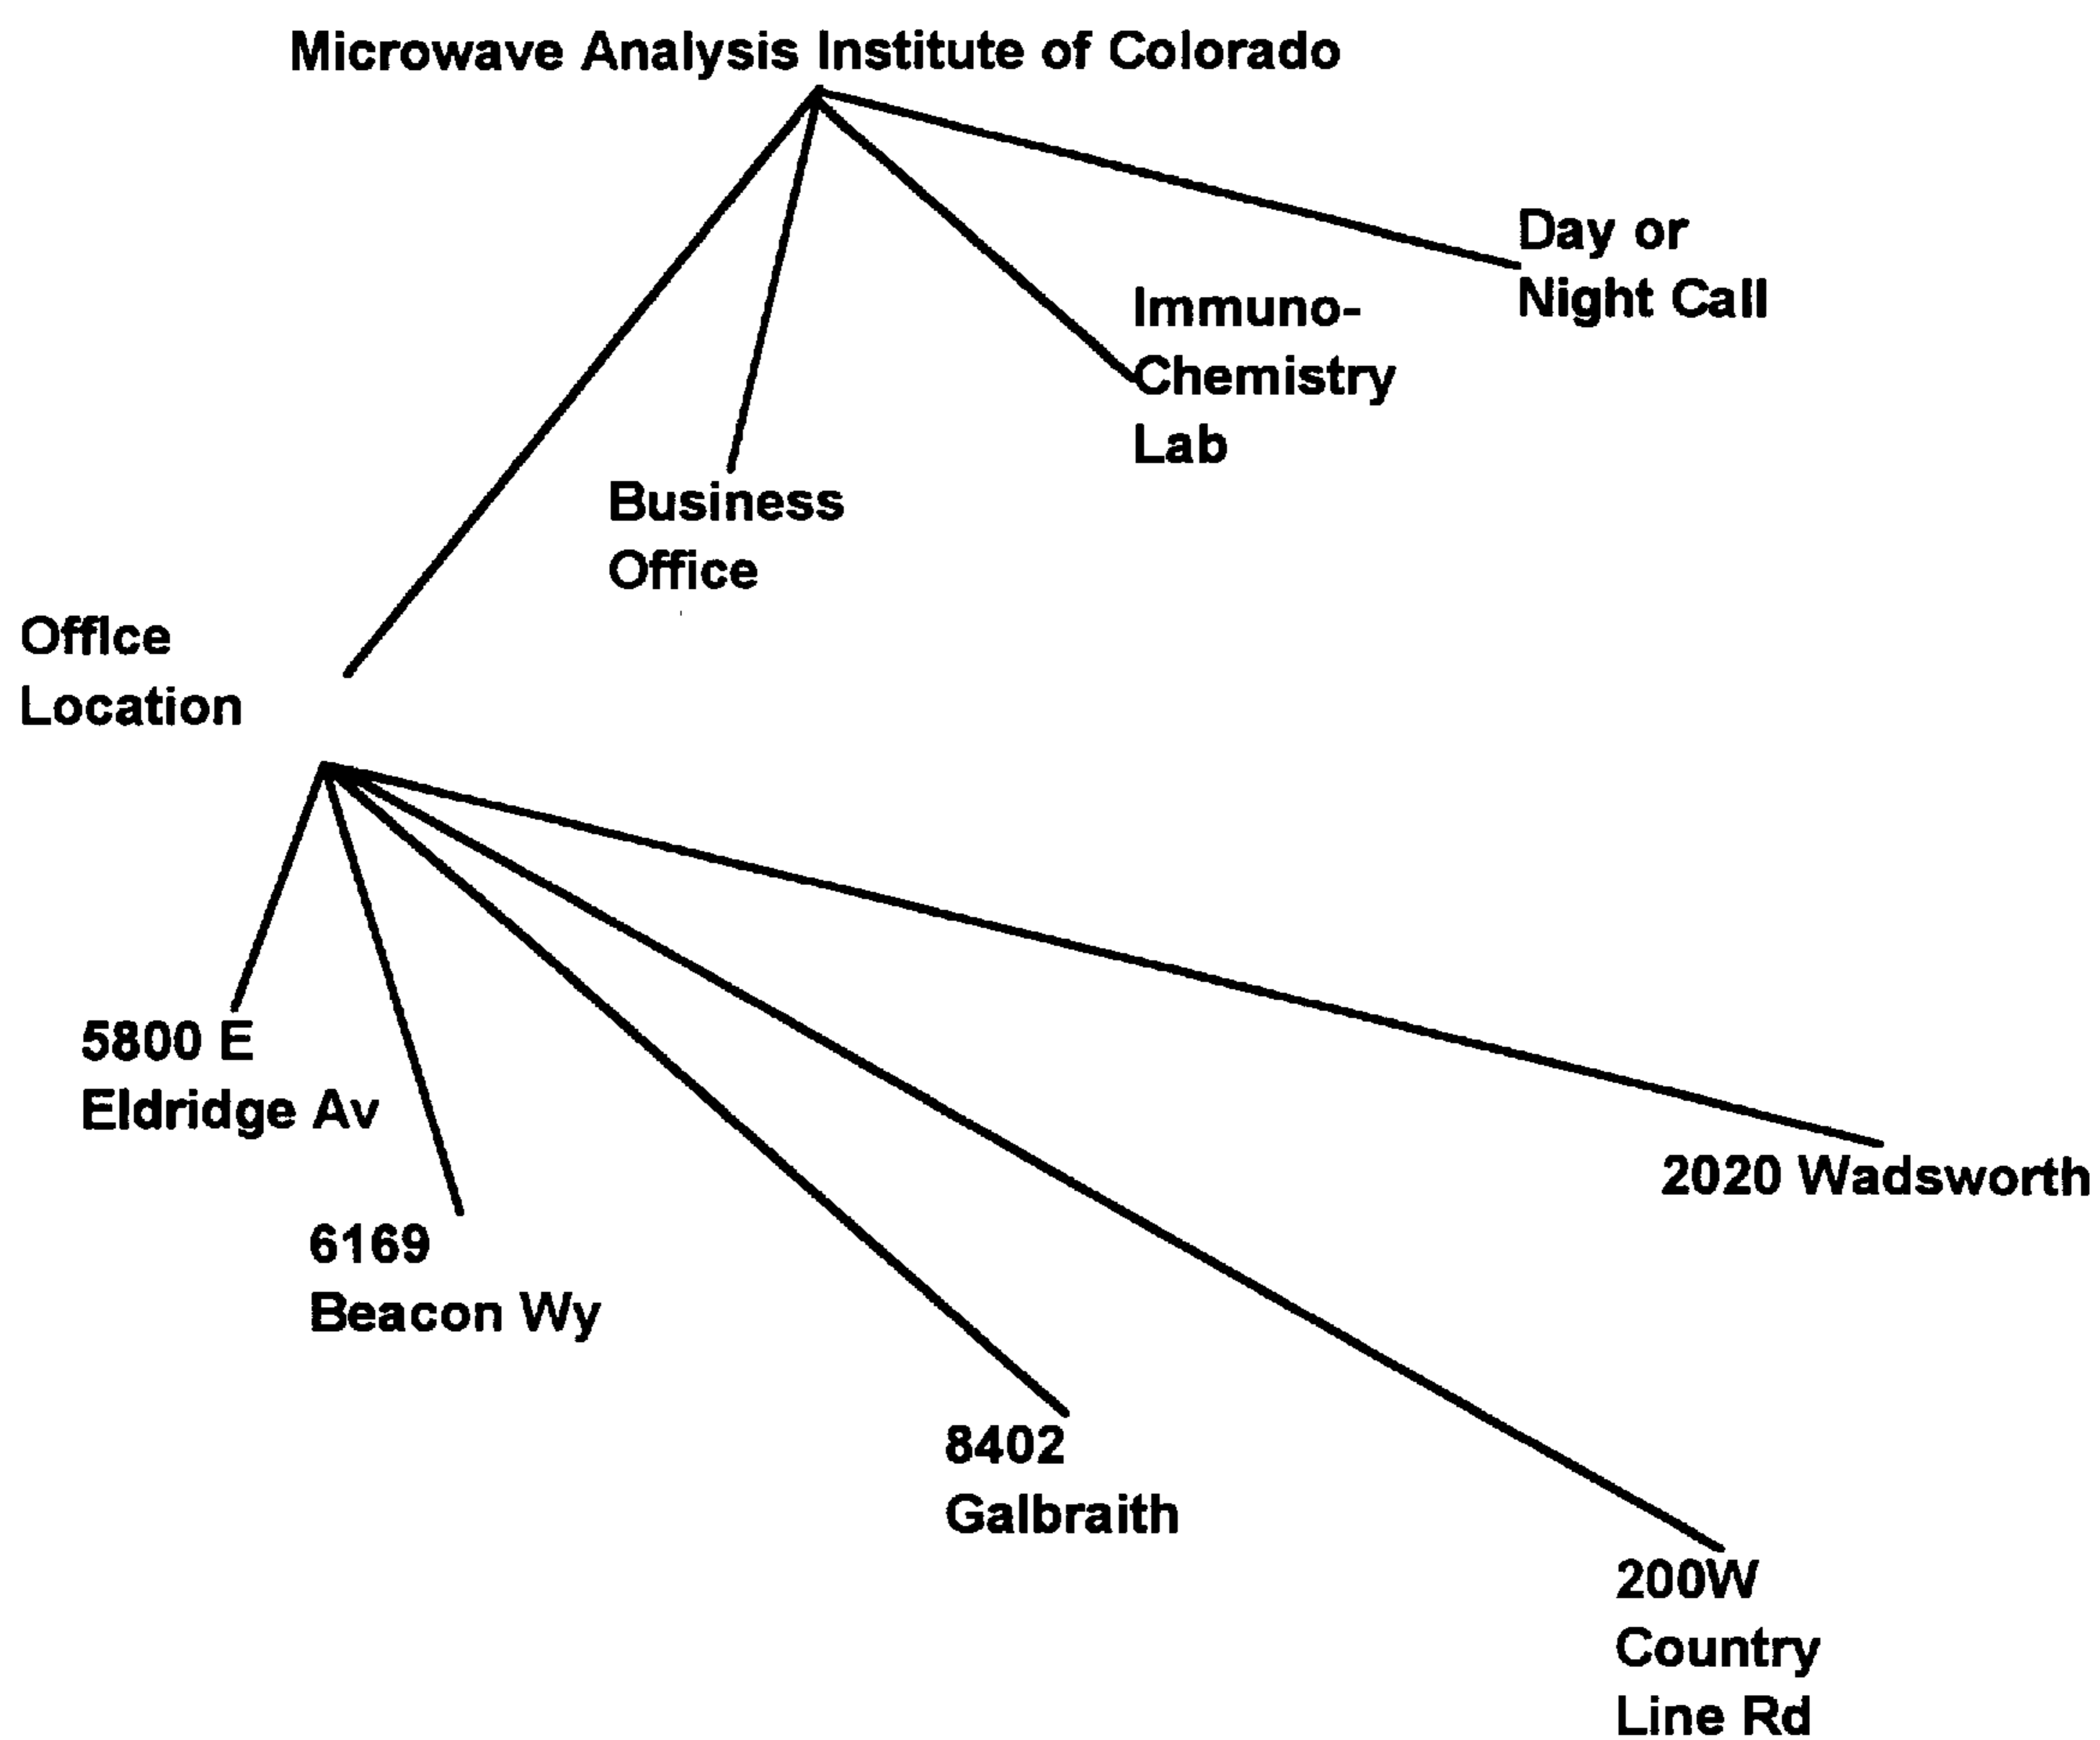 Microwave Analysis Institute of Colorado
Day or
Night Call
Immuno-
Chemistry
Lab
Business
Office
Office
Location
5800 E
Eldridge Av
2020 Wadsworth
6169
Beacon Wy
8402
Galbraith
200W
Country
Line Rd